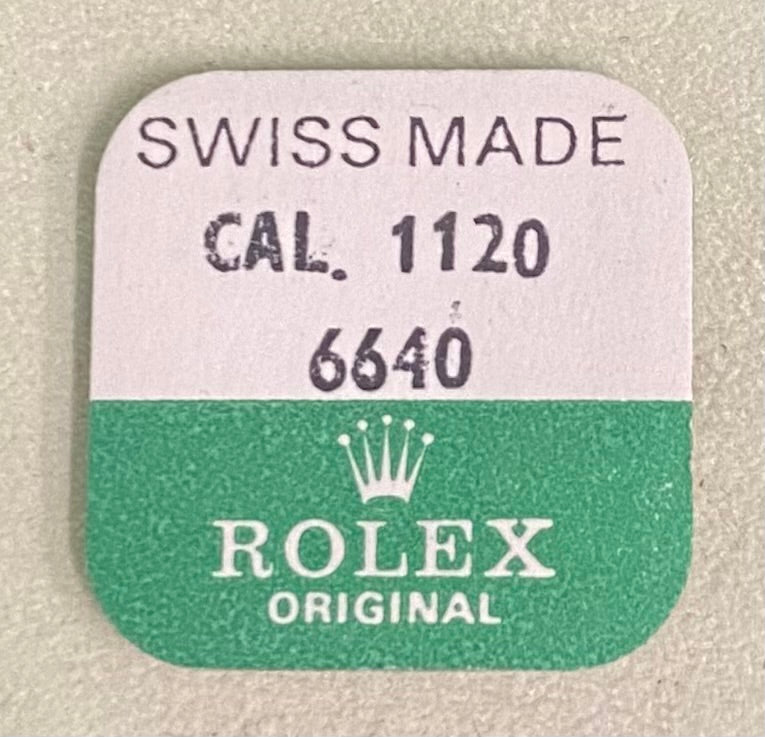 SWISS MADE
CAL. 1120
6640
ROLEX
ORIGINAL